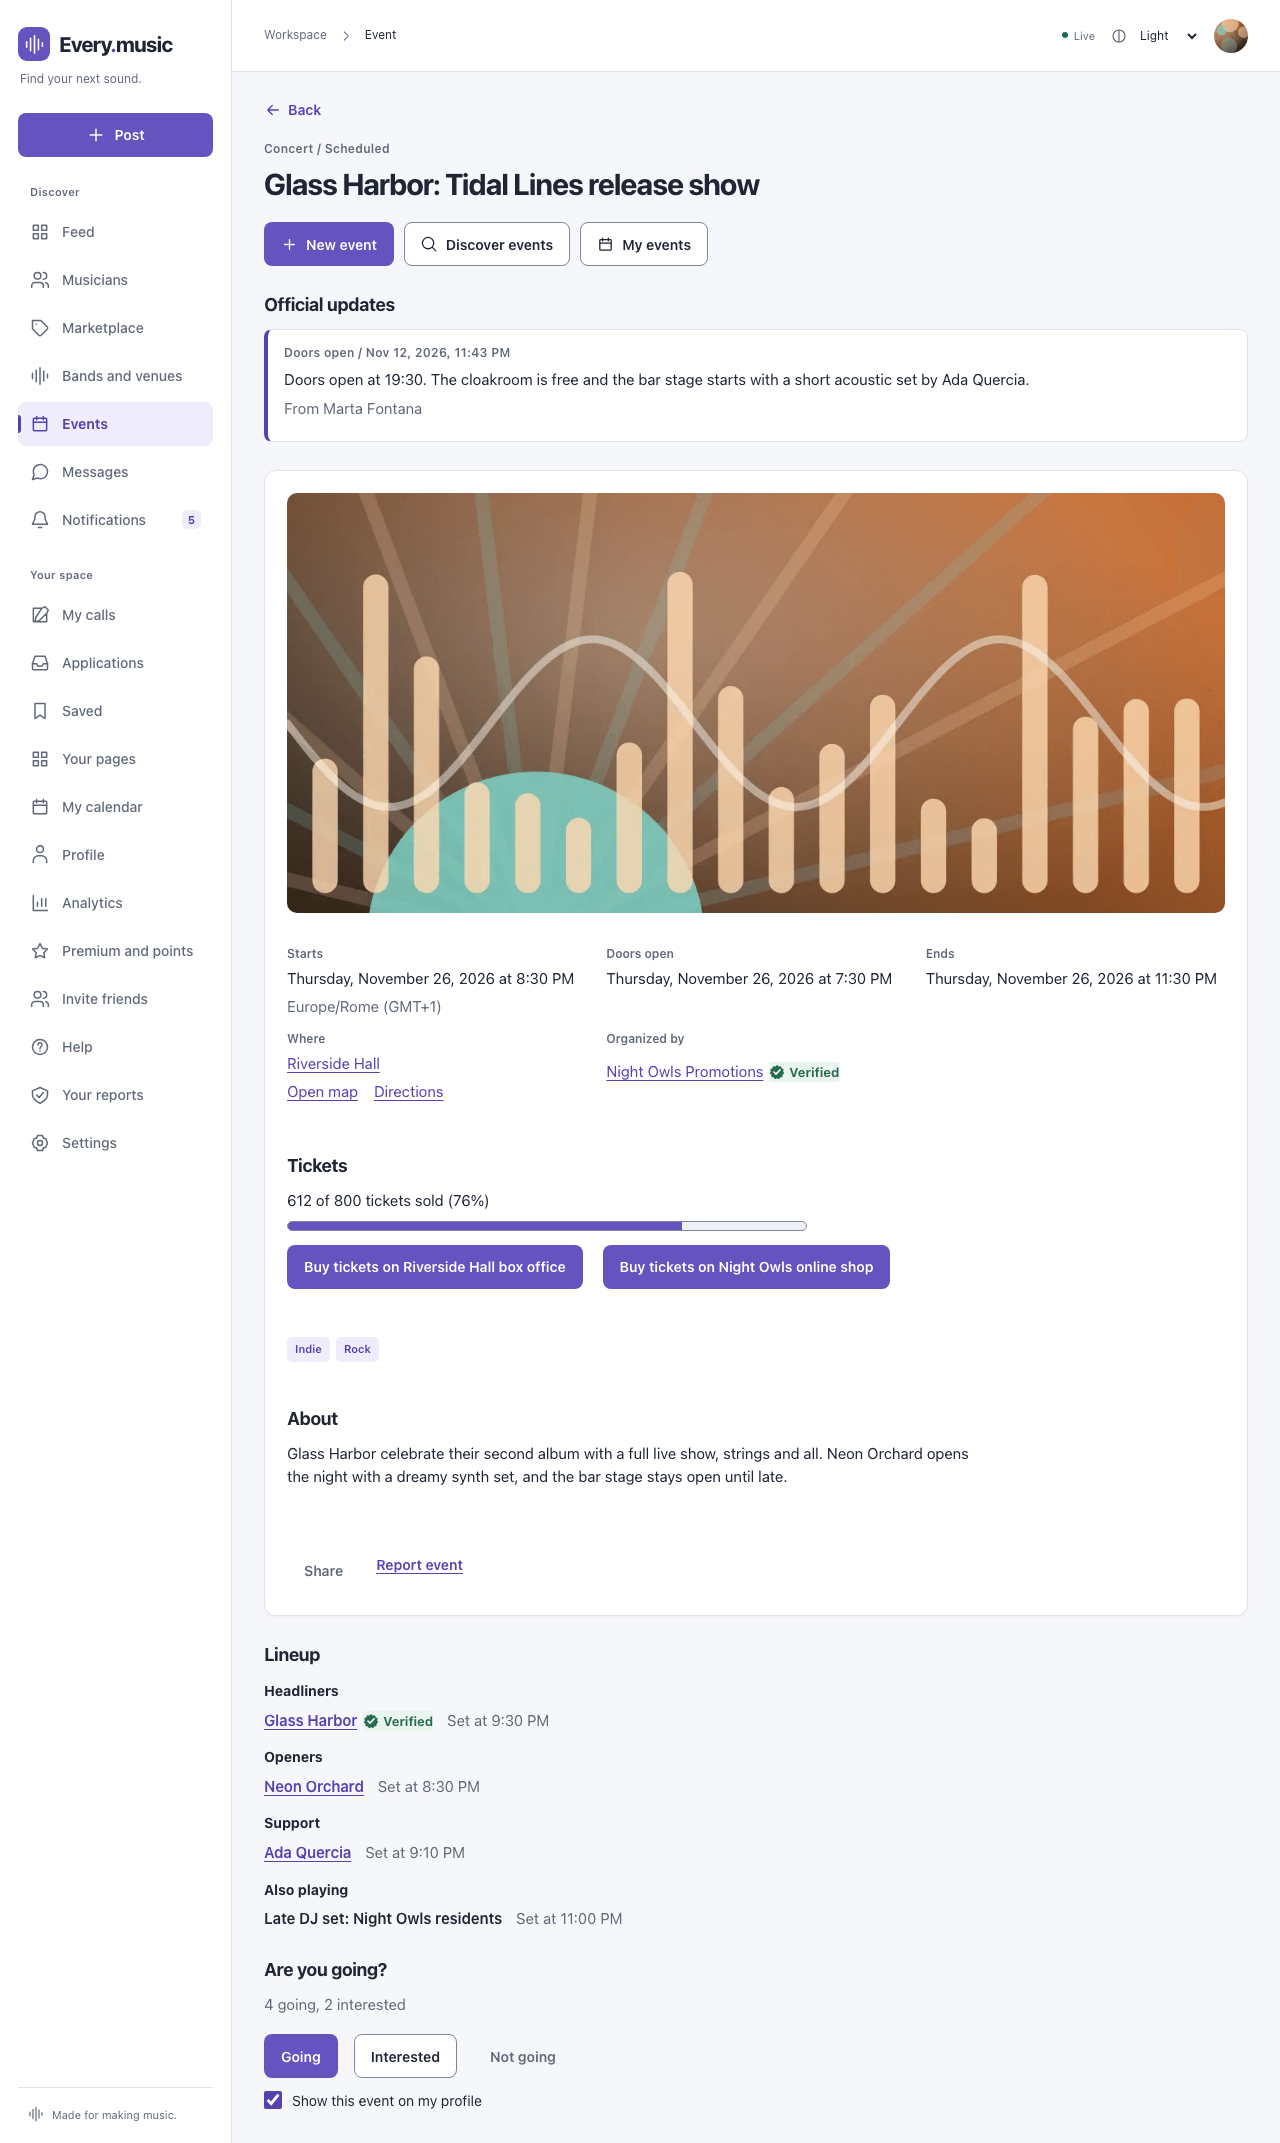 Every.music
Find your next sound.
Post
Discover
Feed
Musicians
Marketplace
Bands and venues
Events
Messages
Notifications 5
Your space
My calls
Applications
Saved
Your pages
My calendar
Profile
Analytics
Premium and points
Invite friends
Help
Your reports
Settings
Made for making music.
Workspace > Event
Live Light
Back
Concert / Scheduled
Glass Harbor: Tidal Lines release show
New event Discover events My events
Official updates
Doors open / Nov 12, 2026, 11:43 PM
Doors open at 19:30. The cloakroom is free and the bar stage starts with a short acoustic set by Ada Quercia.
From Marta Fontana
Starts Doors open Ends
Thursday, November 26, 2026 at 8:30 PM Thursday, November 26, 2026 at 7:30 PM Thursday, November 26, 2026 at 11:30 PM
Europe/Rome (GMT+1)
Where Organized by
Riverside Hall Night Owls Promotions Verified
Open map Directions
Tickets
612 of 800 tickets sold (76%)
Buy tickets on Riverside Hall box office Buy tickets on Night Owls online shop
Indie Rock
About
Glass Harbor celebrate their second album with a full live show, strings and all. Neon Orchard opens
the night with a dreamy synth set, and the bar stage stays open until late.
Share Report event
Lineup
Headliners
Glass Harbor Verified Set at 9:30 PM
Openers
Neon Orchard Set at 8:30 PM
Support
Ada Quercia Set at 9:10 PM
Also playing
Late DJ set: Night Owls residents Set at 11:00 PM
Are you going?
4 going, 2 interested
Going Interested Not going
Show this event on my profile